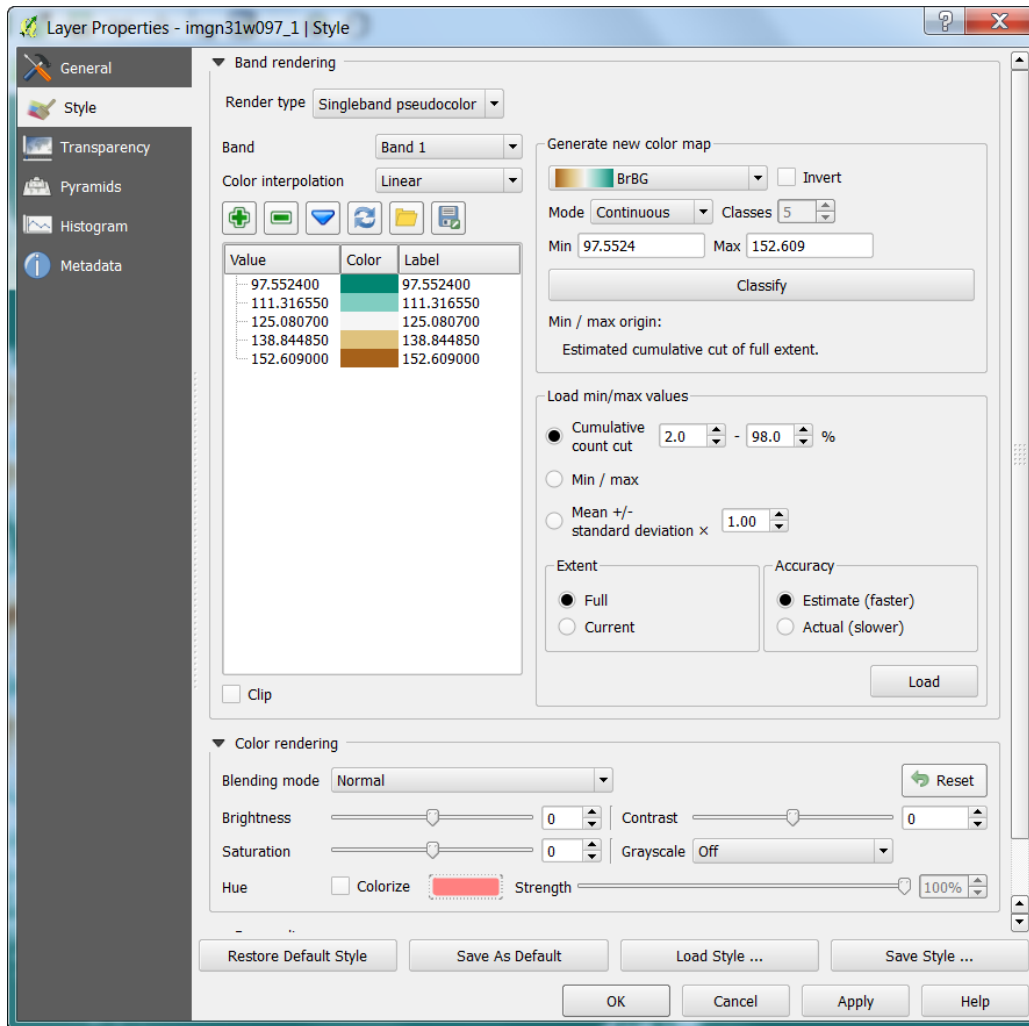 Layer Properties - imgn31w097_1 | Style
General
Style
Transparency
Pyramids
Histogram
Metadata
Band rendering
Render type Singleband pseudocolor
Band Band 1
Color interpolation Linear
Value Color Label
97.552400 97.552400
111.316550 111.316550
125.080700 125.080700
138.844850 138.844850
152.609000 152.609000
Clip
Generate new color map
BrBG Invert
Mode Continuous Classes 5
Min 97.5524 Max 152.609
Classify
Min / max origin:
Estimated cumulative cut of full extent.
Load min/max values
Cumulative
count cut 2.0 - 98.0 %
Min / max
Mean +/-
standard deviation × 1.00
Extent
Full
Current
Accuracy
Estimate (faster)
Actual (slower)
Load
Color rendering
Blending mode Normal Reset
Brightness 0 Contrast 0
Saturation 0 Grayscale Off
Hue Colorize Strength 100%
Restore Default Style Save As Default Load Style ... Save Style ...
OK Cancel Apply Help